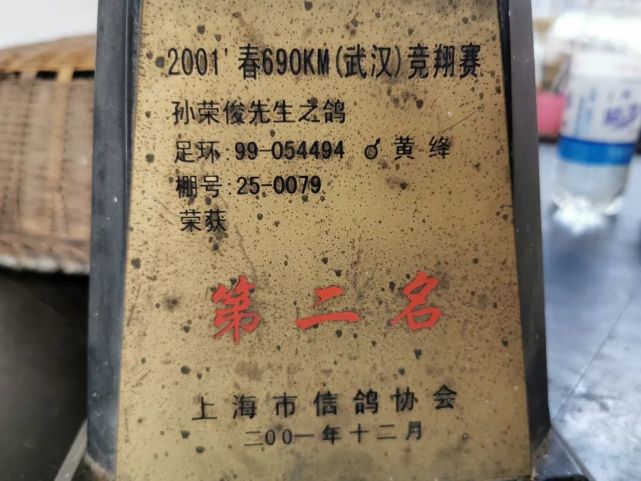 2001'春690KM(武汉)竞翔赛
孙荣俊先生之鸽
足环 99-054494 ♂ 黄绛
棚号:25-0079
荣获
第二名
上海市信鸽协会
二00一年十二月